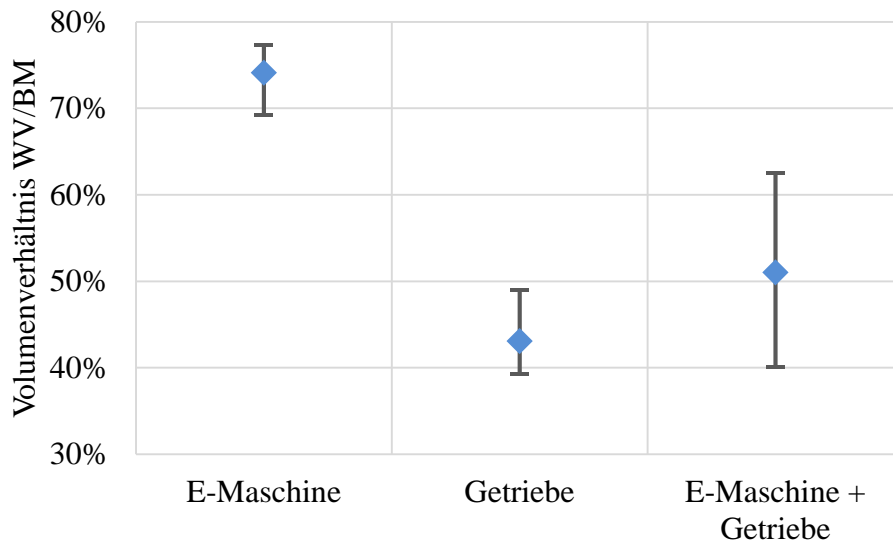 Volumenverhältnis WV/BM
80%
70%
60%
50%
40%
30%
E-Maschine
Getriebe
E-Maschine +
Getriebe